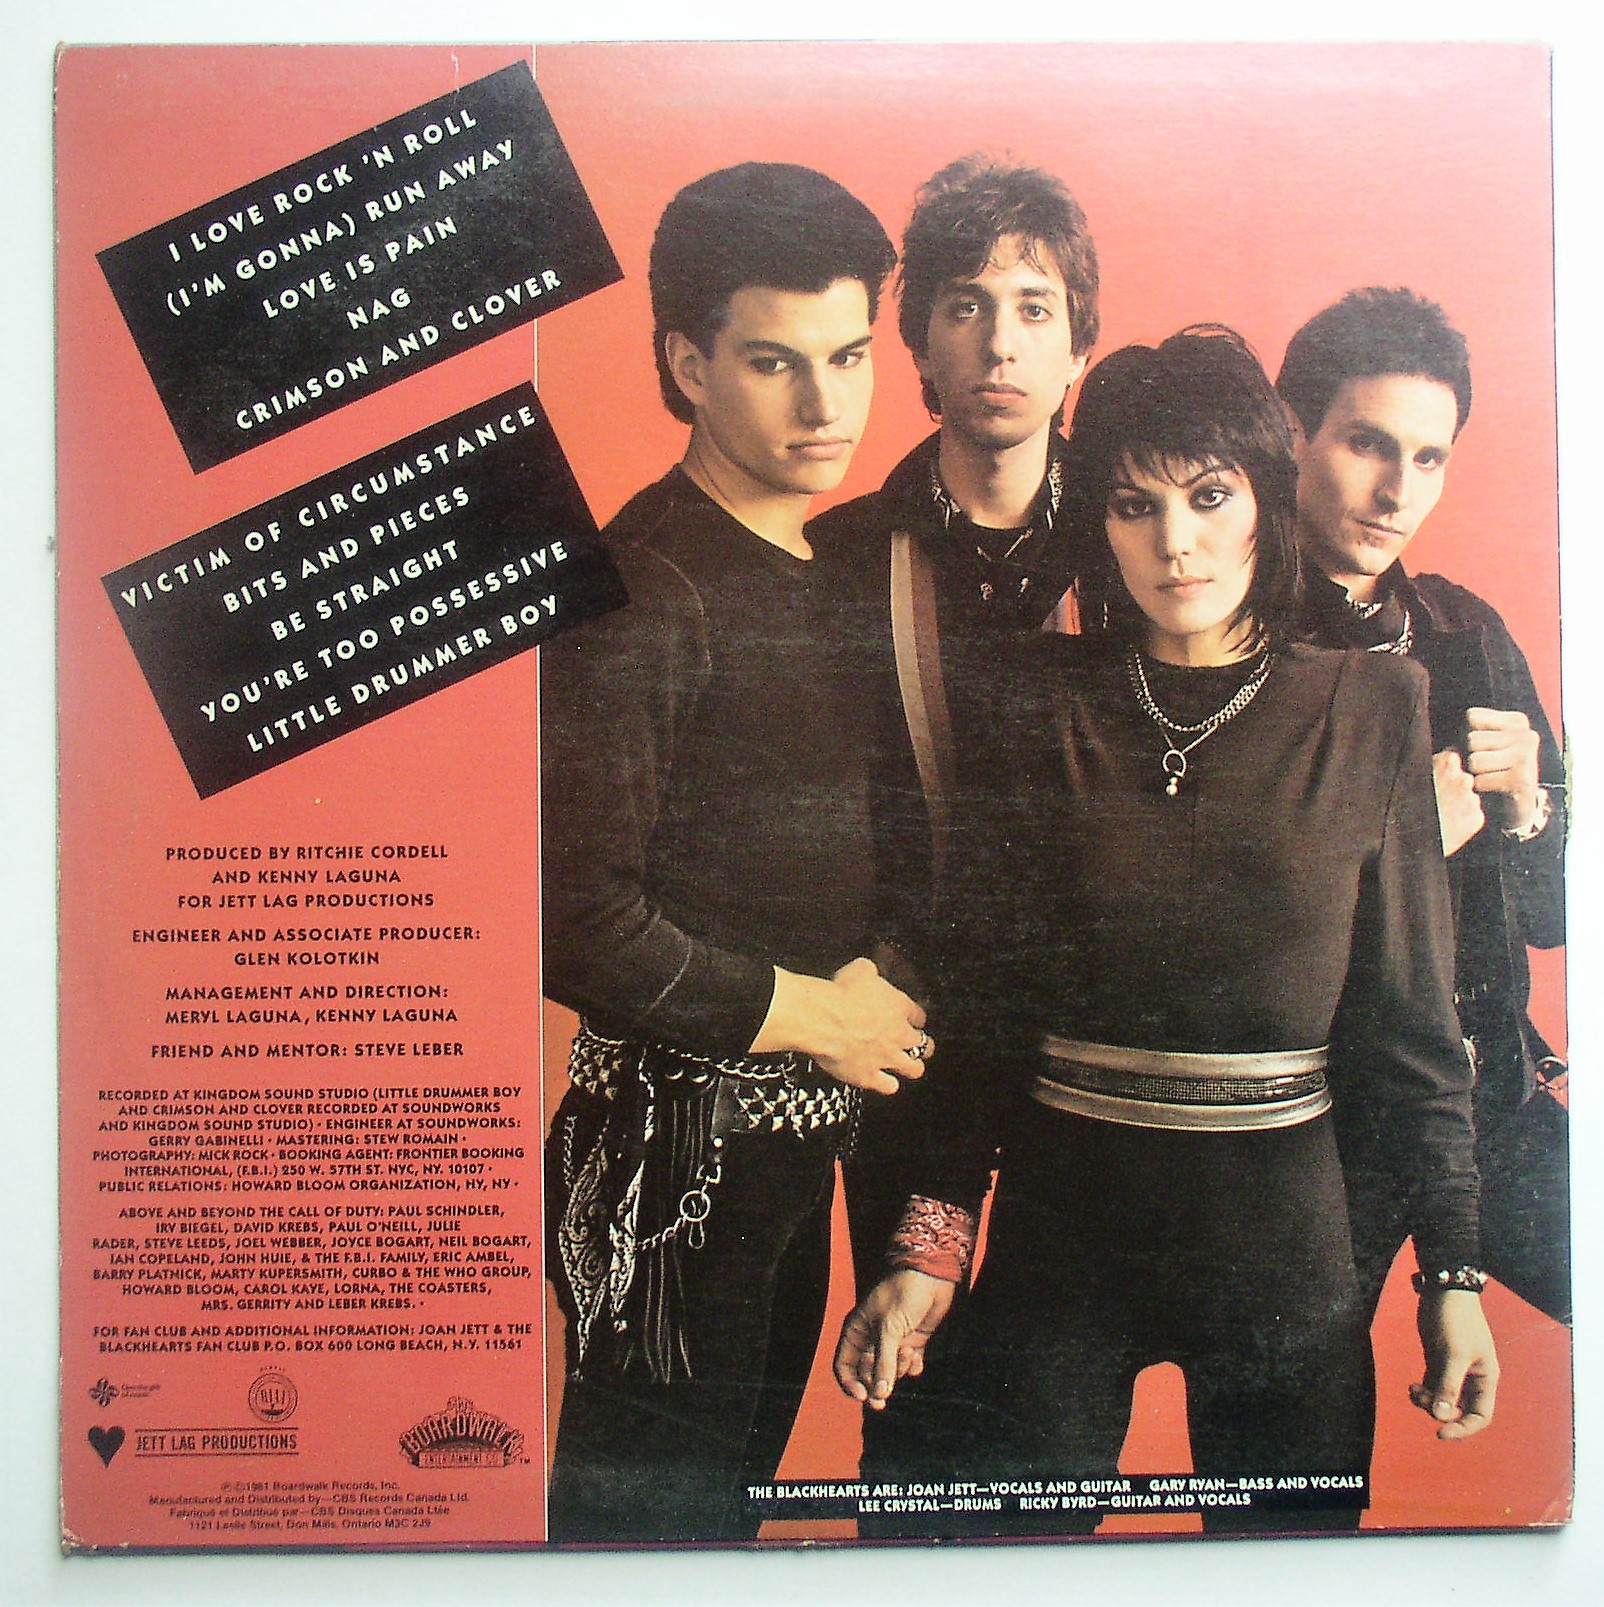 I LOVE ROCK 'N ROLL
(I'M GONNA) RUN AWAY
LOVE IS PAIN
NAG
CRIMSON AND CLOVER
VICTIM OF CIRCUMSTANCE
BITS AND PIECES
BE STRAIGHT
YOU'RE TOO POSSESSIVE
LITTLE DRUMMER BOY
PRODUCED BY RITCHIE CORDELL
AND KENNY LAGUNA
FOR JETT LAG PRODUCTIONS
ENGINEER AND ASSOCIATE PRODUCER:
GLEN KOLOTKIN
MANAGEMENT AND DIRECTION:
MERYL LAGUNA, KENNY LAGUNA
FRIEND AND MENTOR: STEVE LEBER
RECORDED AT KINGDOM SOUND STUDIO (LITTLE DRUMMER BOY
AND CRIMSON AND CLOVER RECORDED AT SOUNDWORKS
AND KINGDOM SOUND STUDIO) • ENGINEER AT SOUNDWORKS:
GERRY GABINELLI • MASTERING: STEW ROMAIN •
PHOTOGRAPHY: MICK ROCK • BOOKING AGENT: FRONTIER BOOKING
INTERNATIONAL, (F.B.I.) 250 W. 57TH ST. NYC, NY. 10107 •
PUBLIC RELATIONS: HOWARD BLOOM ORGANIZATION, NY, NY •
ABOVE AND BEYOND THE CALL OF DUTY: PAUL SCHINDLER,
IRV BIEGEL, DAVID KREBS, PAUL O'NEILL, JULIE
RADER, STEVE LEEDS, JOEL WEBBER, JOYCE BOGART, NEIL BOGART,
IAN COPELAND, JOHN HUIE, & THE F.B.I. FAMILY, ERIC AMBEL,
BARRY PLATNICK, MARTY KUPERSMITH, CURBO & THE WHO GROUP,
HOWARD BLOOM, CAROL KAYE, LORNA, THE COASTERS,
MRS. GERRITY AND LEBER KREBS. •
FOR FAN CLUB AND ADDITIONAL INFORMATION: JOAN JETT & THE
BLACKHEARTS FAN CLUB P.O. BOX 600 LONG BEACH, N.Y. 11561
JETT LAG PRODUCTIONS
BOARDWALK
ENTERTAINMENT CO
TM
℗ ©1981 Boardwalk Records, Inc.
Manufactured and Distributed by—CBS Records Canada Ltd.
Fabriqué et Distribué par—CBS Disques Canada Ltée
1121 Leslie Street, Don Mills, Ontario M3C 2J9
THE BLACKHEARTS ARE: JOAN JETT—VOCALS AND GUITAR GARY RYAN—BASS AND VOCALS
LEE CRYSTAL—DRUMS RICKY BYRD—GUITAR AND VOCALS